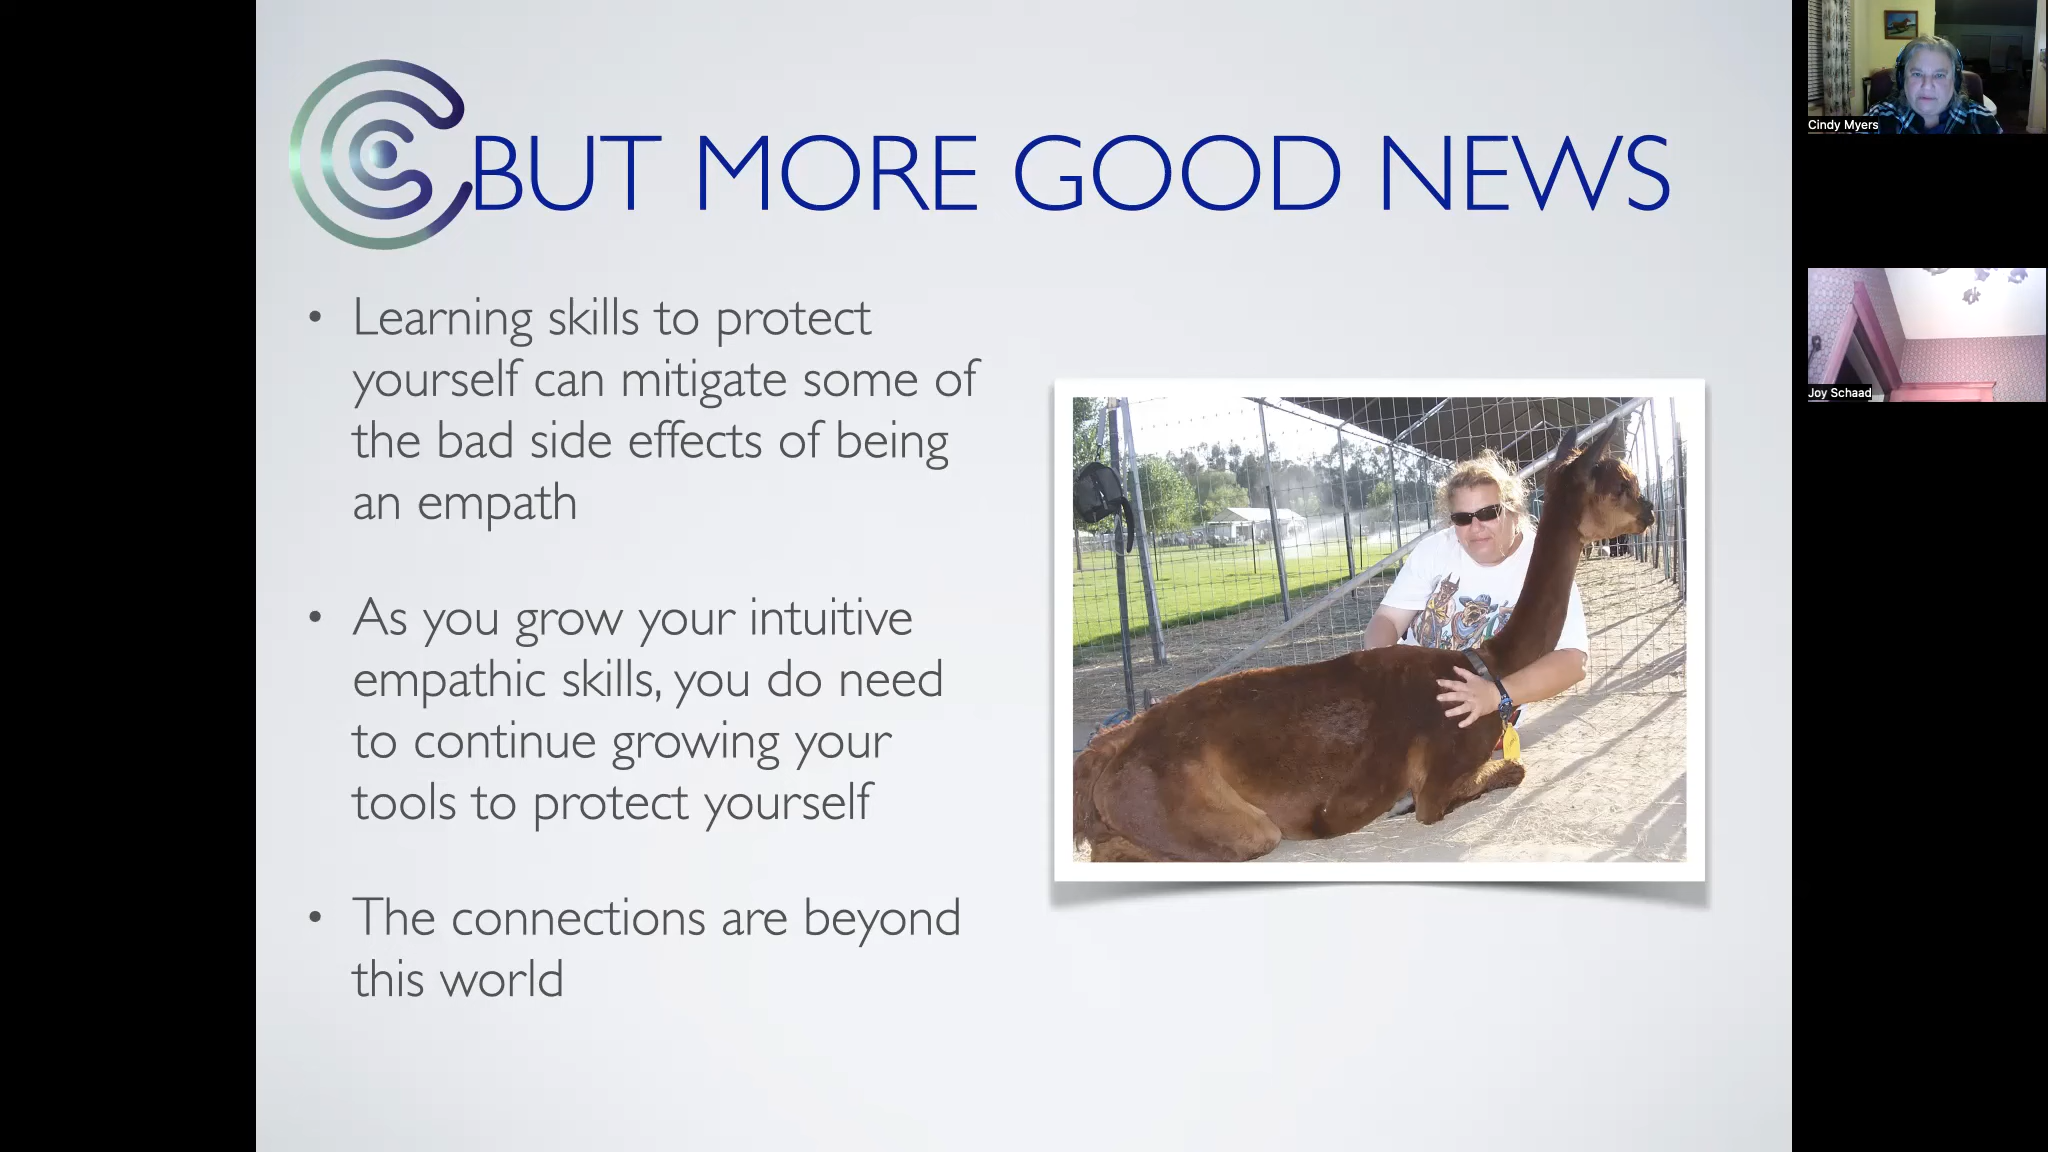 BUT MORE GOOD NEWS
• Learning skills to protect
yourself can mitigate some of
the bad side effects of being
an empath
• As you grow your intuitive
empathic skills, you do need
to continue growing your
tools to protect yourself
• The connections are beyond
this world
Cindy Myers
Joy Schaad